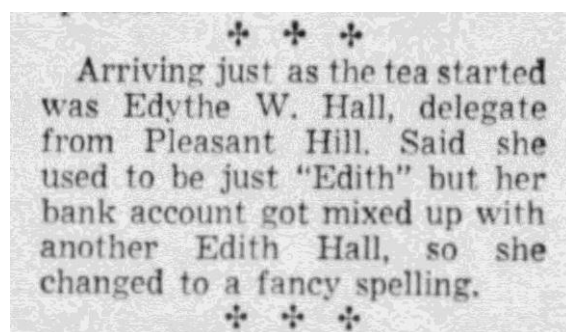 Arriving just as the tea started
was Edythe W. Hall, delegate
from Pleasant Hill. Said she
used to be just “Edith” but her
bank account got mixed up with
another Edith Hall, so she
changed to a fancy spelling.